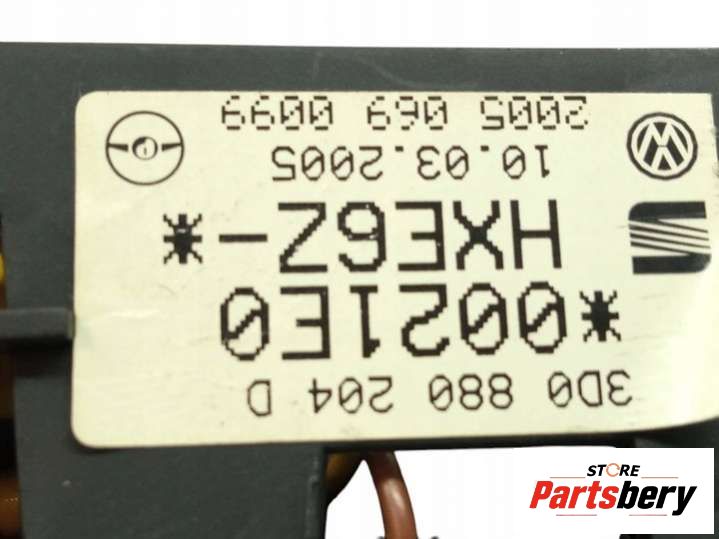 3D0 880 204 D
*0021E0
HXE6Z-*
10.03.2005
2005 069 0099
STORE
Partsbery